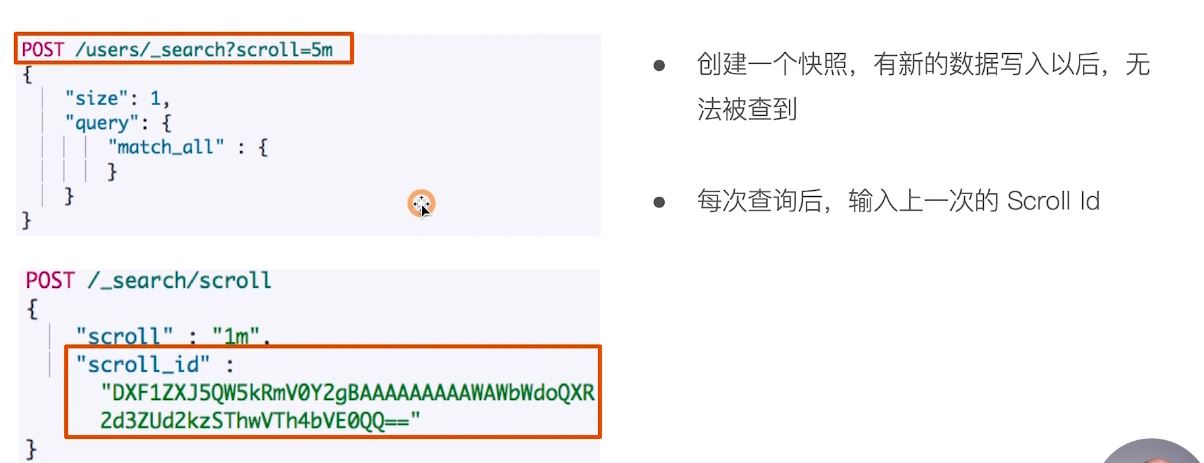 POST /users/_search?scroll=5m
{
"size": 1,
"query": {
"match_all" : {
}
}
}
POST /_search/scroll
{
"scroll" : "1m",
"scroll_id" :
"DXF1ZXJ5QW5kRmV0Y2gBAAAAAAAAAWAWbWdoQXR
2d3ZUd2kzSThwVTh4bVE0QQ=="
}
● 创建一个快照，有新的数据写入以后，无
法被查到
● 每次查询后，输入上一次的 Scroll Id